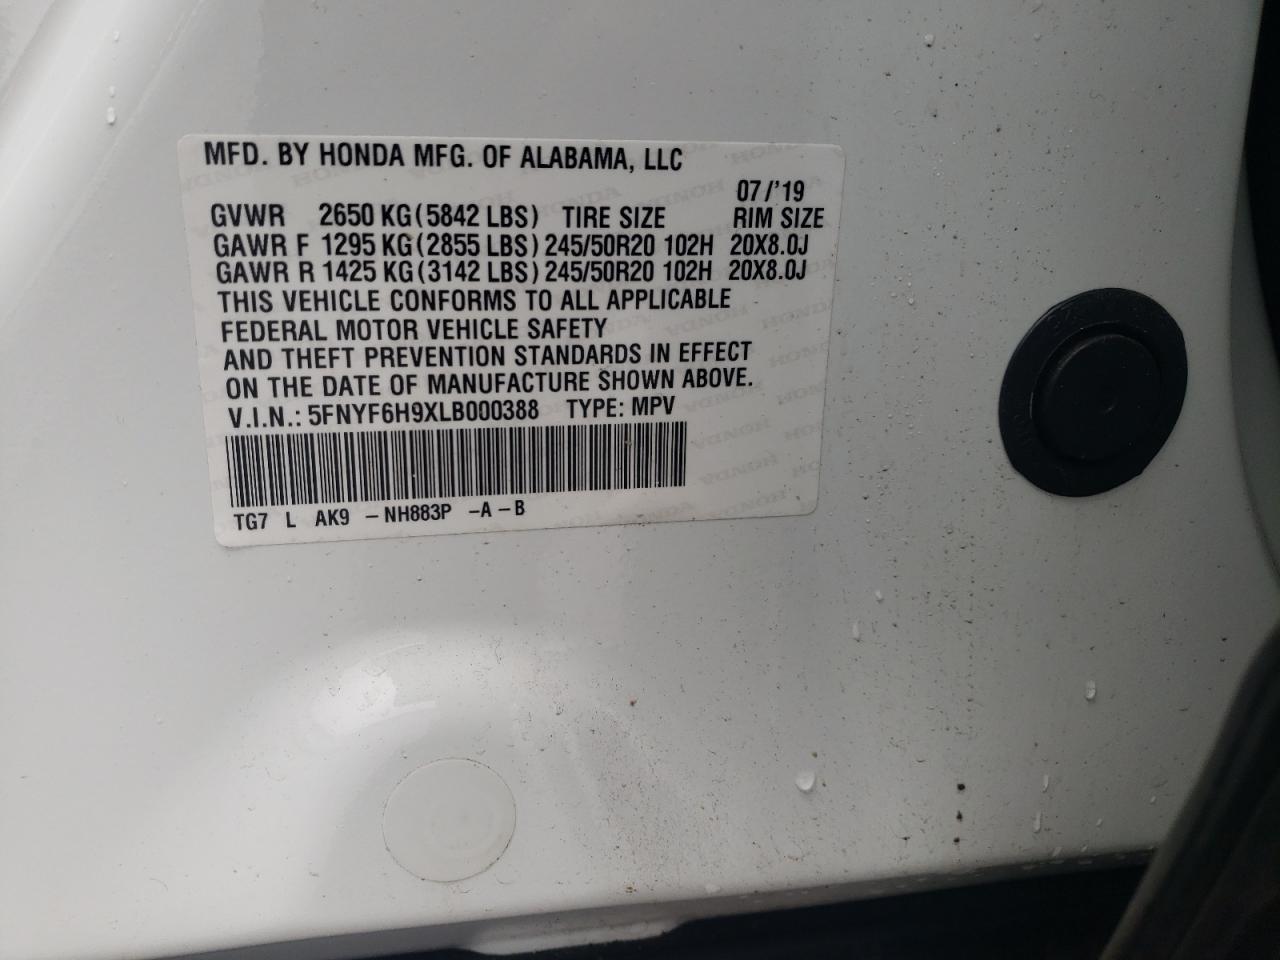 MFD. BY HONDA MFG. OF ALABAMA, LLC
07/'19
GVWR 2650 KG(5842 LBS) TIRE SIZE RIM SIZE
GAWR F 1295 KG(2855 LBS) 245/50R20 102H 20X8.0J
GAWR R 1425 KG(3142 LBS) 245/50R20 102H 20X8.0J
THIS VEHICLE CONFORMS TO ALL APPLICABLE
FEDERAL MOTOR VEHICLE SAFETY
AND THEFT PREVENTION STANDARDS IN EFFECT
ON THE DATE OF MANUFACTURE SHOWN ABOVE.
V.I.N.: 5FNYF6H9XLB000388 TYPE: MPV
TG7 L AK9 -NH883P -A-B